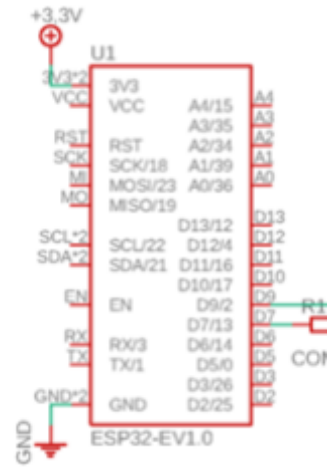 +3.3V
U1
3V3*2 3V3
VCC VCC A4/15 A4
A3/35 A3
RST RST A2/34 A2
SCK SCK/18 A1/39 A1
MI MOSI/23 A0/36 A0
MO MISO/19
D13/12 D13
SCL*2 SCL/22 D12/4 D12
SDA*2 SDA/21 D11/16 D11
D10/17 D10
EN EN D9/2 D9
D7/13 D7 R1
RX RX/3 D6/14 D6
TX TX/1 D5/0 D5
COM
D3/26 D3
GND*2 GND D2/25 D2
GND
ESP32-EV1.0